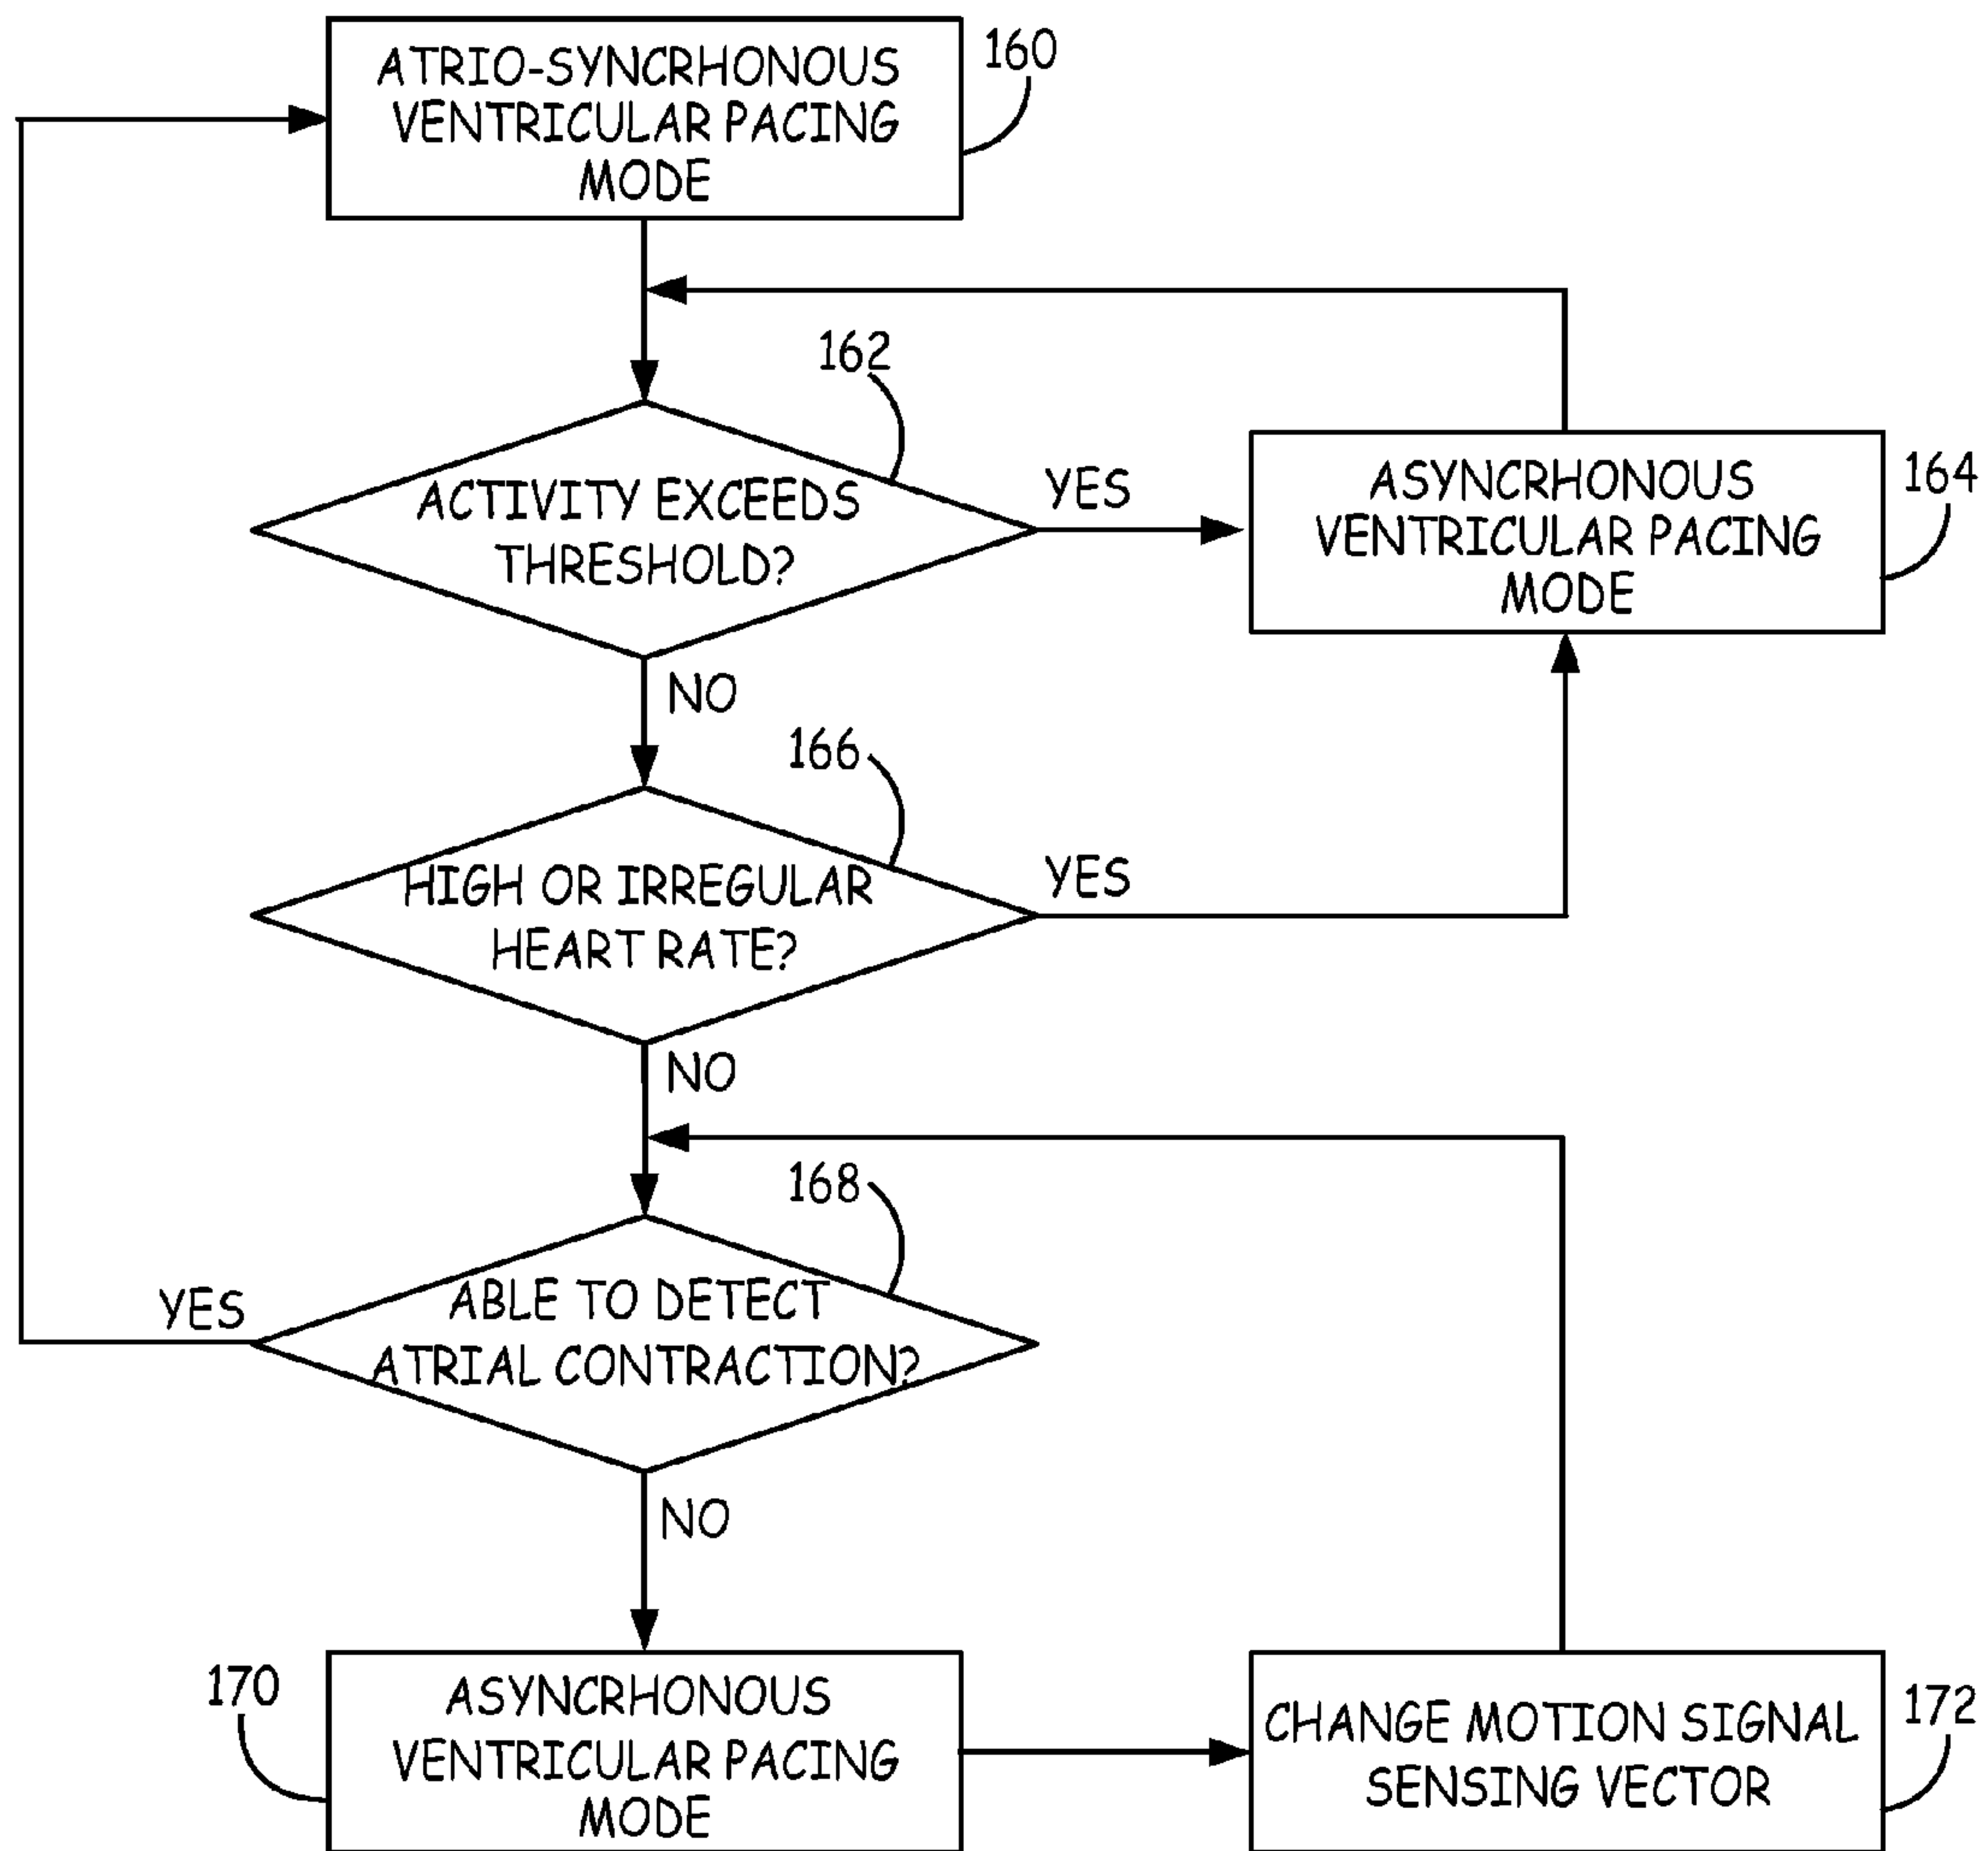 ATRIO-SYNCRHONOUS
VENTRICULAR PACING
MODE
160
162
ACTIVITY EXCEEDS
THRESHOLD?
YES
ASYNCRHONOUS
VENTRICULAR PACING
MODE
164
NO
166
HIGH OR IRREGULAR
HEART RATE?
YES
NO
168
ABLE TO DETECT
ATRIAL CONTRACTION?
YES
NO
170
ASYNCRHONOUS
VENTRICULAR PACING
MODE
CHANGE MOTION SIGNAL
SENSING VECTOR
172